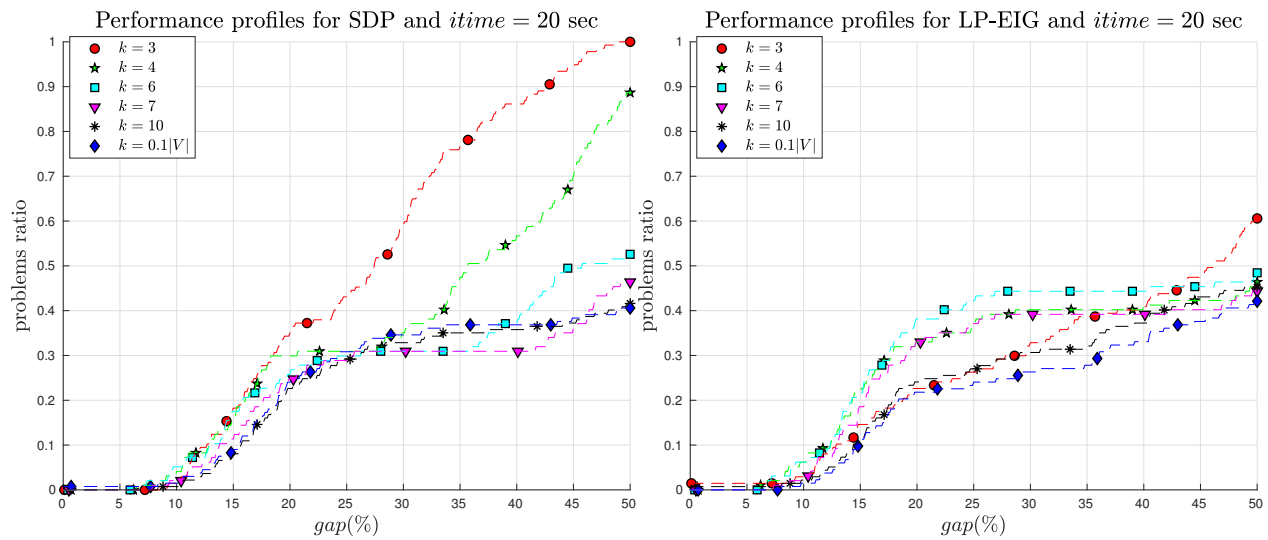 Performance profiles for SDP and itime = 20 sec
1
0.9
0.8
0.7
0.6
0.5
0.4
0.3
0.2
0.1
0
problems ratio
k = 3
k = 4
k = 6
k = 7
k = 10
k = 0.1|V|
0 5 10 15 20 25 30 35 40 45 50
gap(%)
Performance profiles for LP-EIG and itime = 20 sec
1
0.9
0.8
0.7
0.6
0.5
0.4
0.3
0.2
0.1
0
problems ratio
k = 3
k = 4
k = 6
k = 7
k = 10
k = 0.1|V|
0 5 10 15 20 25 30 35 40 45 50
gap(%)